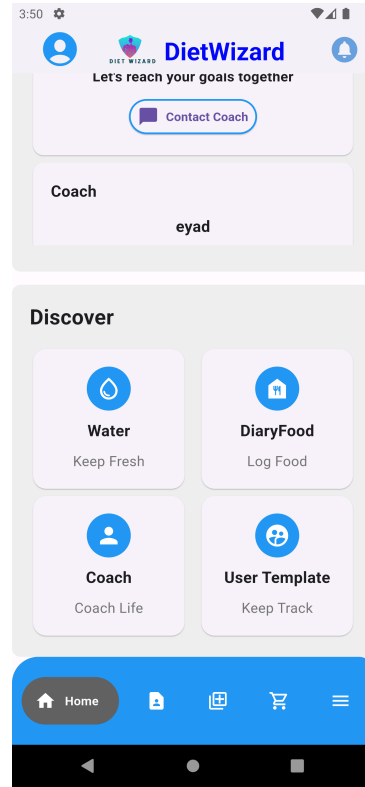 3:50
DIET WIZARD
DietWizard
Let's reach your goals together
Contact Coach
Coach
eyad
Discover
Water
DiaryFood
Keep Fresh
Log Food
Coach
User Template
Coach Life
Keep Track
Home